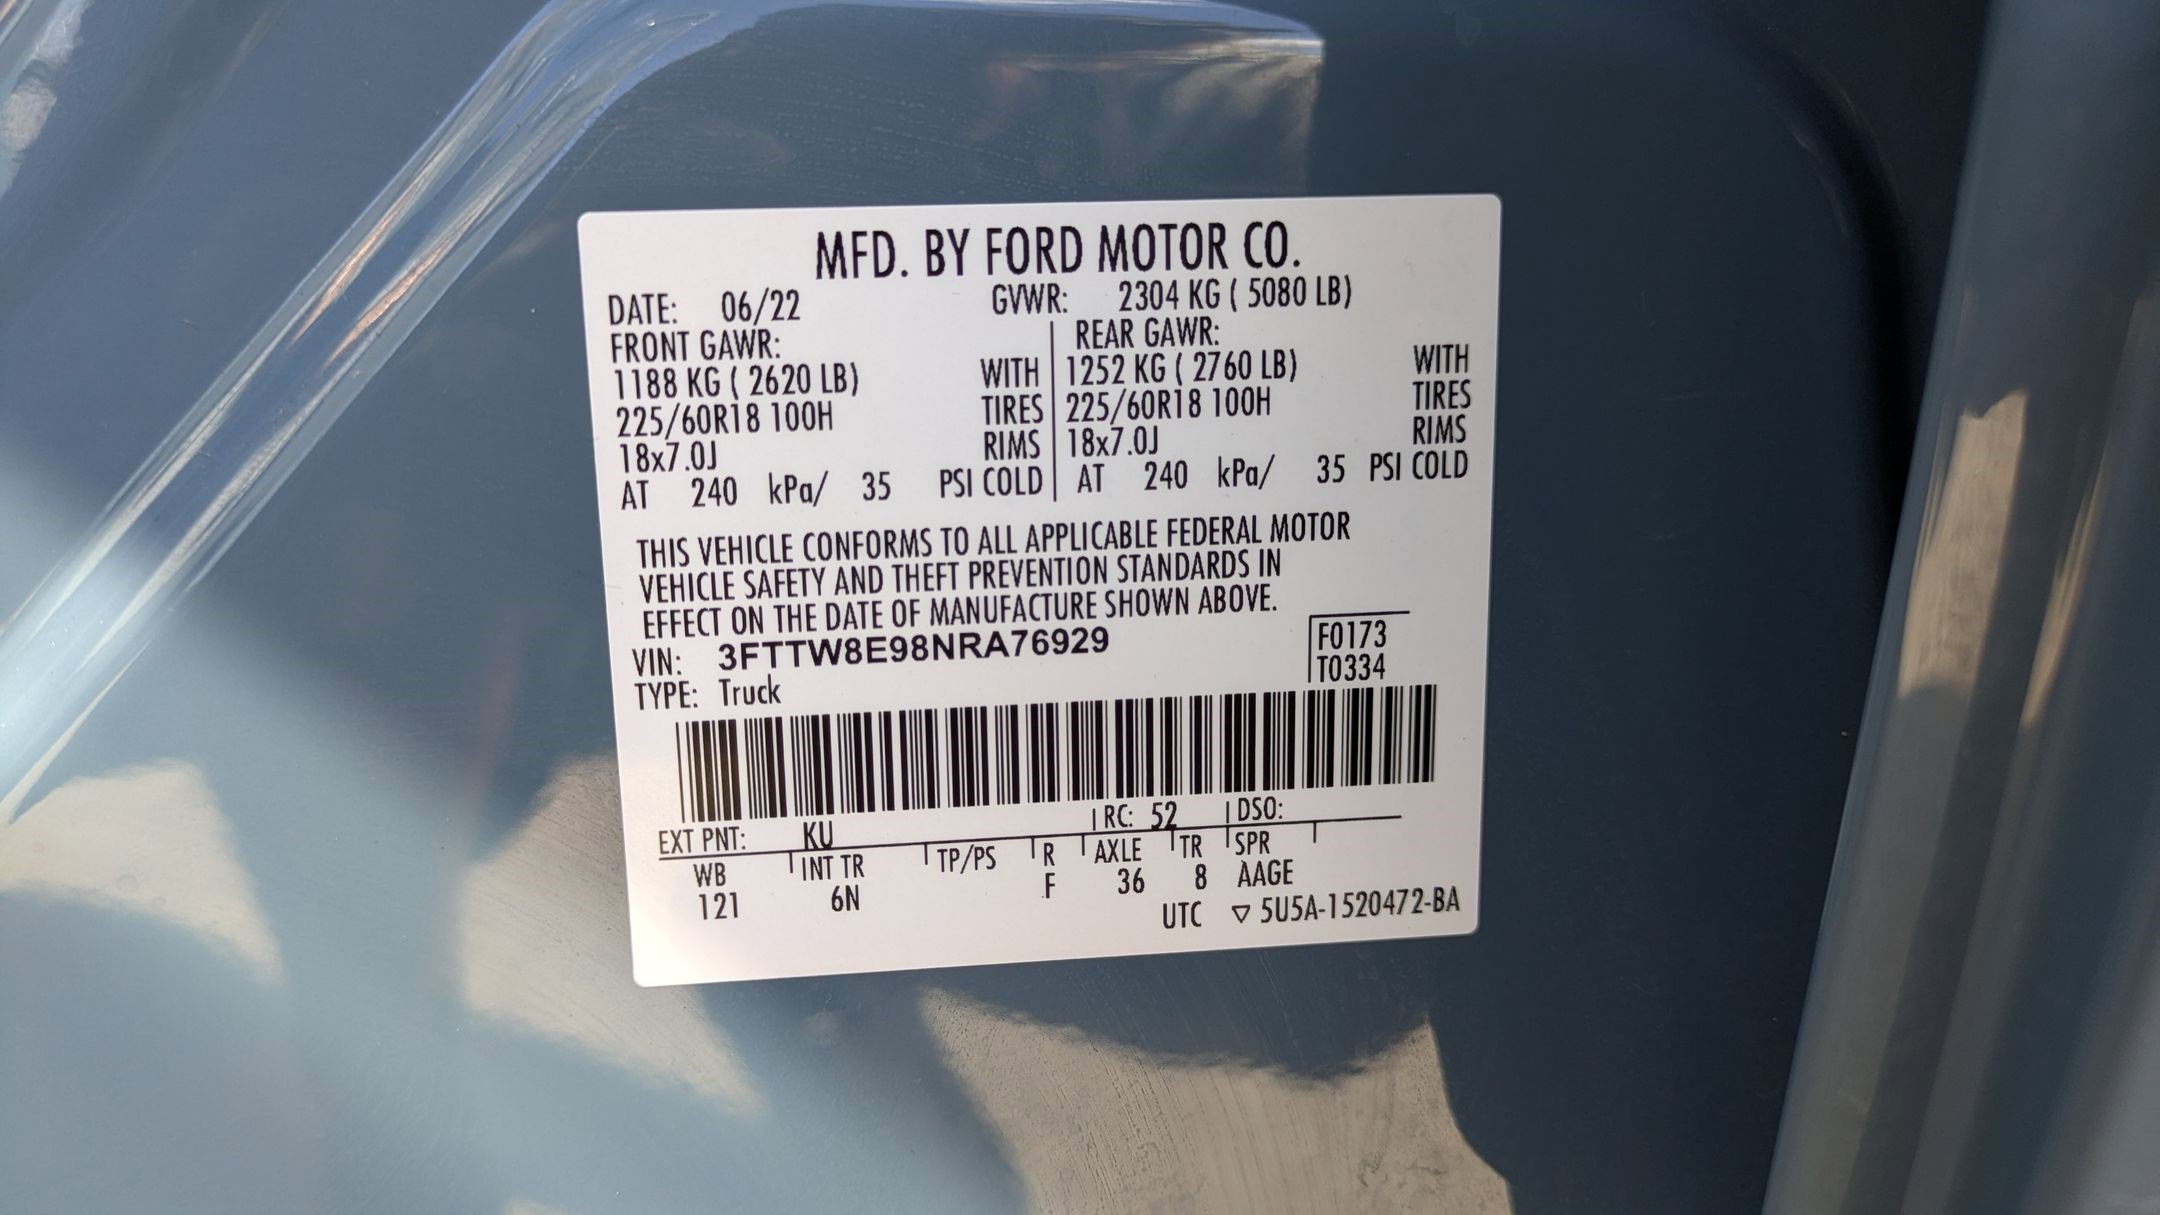 MFD. BY FORD MOTOR CO.
DATE: 06/22 GVWR: 2304 KG ( 5080 LB)
FRONT GAWR: REAR GAWR:
1188 KG ( 2620 LB) WITH 1252 KG ( 2760 LB) WITH
225/60R18 100H TIRES 225/60R18 100H TIRES
18x7.0J RIMS 18x7.0J RIMS
AT 240 kPa/ 35 PSI COLD AT 240 kPa/ 35 PSI COLD
THIS VEHICLE CONFORMS TO ALL APPLICABLE FEDERAL MOTOR
VEHICLE SAFETY AND THEFT PREVENTION STANDARDS IN
EFFECT ON THE DATE OF MANUFACTURE SHOWN ABOVE.
VIN: 3FTTW8E98NRA76929 F0173
TYPE: Truck T0334
EXT PNT: KU RC: 52 DSO:
WB INT TR TP/PS R AXLE TR SPR
121 6N F 36 8 AAGE
UTC ▽ 5U5A-1520472-BA